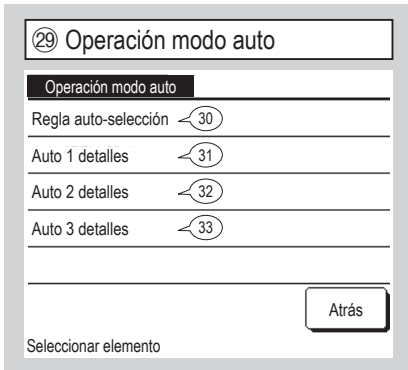 ㉙ Operación modo auto
Operación modo auto
Regla auto-selección 30
Auto 1 detalles 31
Auto 2 detalles 32
Auto 3 detalles 33
Atrás
Seleccionar elemento